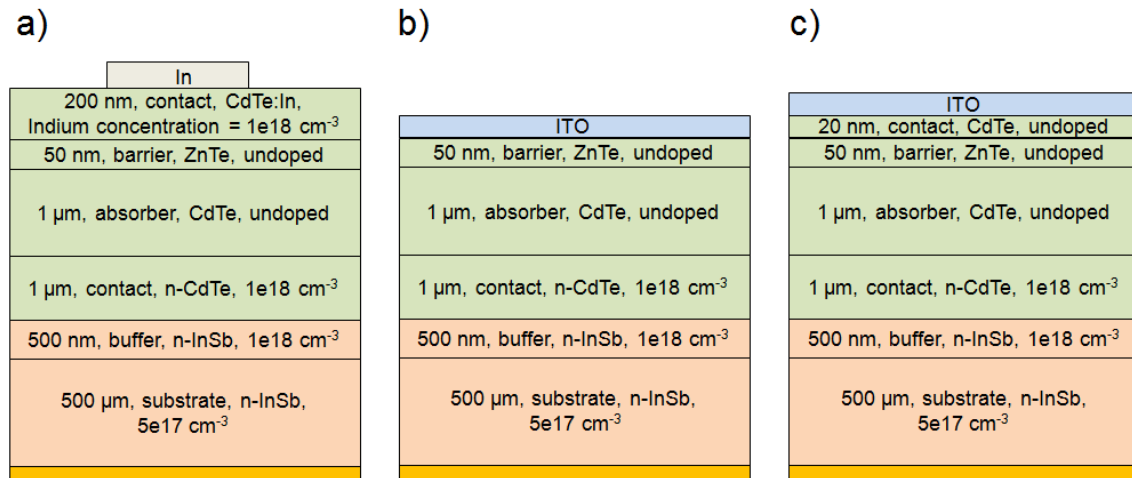 a)
In
200 nm, contact, CdTe:In,
Indium concentration = 1e18 cm⁻³
50 nm, barrier, ZnTe, undoped
1 µm, absorber, CdTe, undoped
1 µm, contact, n-CdTe, 1e18 cm⁻³
500 nm, buffer, n-InSb, 1e18 cm⁻³
500 µm, substrate, n-InSb,
5e17 cm⁻³
b)
ITO
50 nm, barrier, ZnTe, undoped
1 µm, absorber, CdTe, undoped
1 µm, contact, n-CdTe, 1e18 cm⁻³
500 nm, buffer, n-InSb, 1e18 cm⁻³
500 µm, substrate, n-InSb,
5e17 cm⁻³
c)
ITO
20 nm, contact, CdTe, undoped
50 nm, barrier, ZnTe, undoped
1 µm, absorber, CdTe, undoped
1 µm, contact, n-CdTe, 1e18 cm⁻³
500 nm, buffer, n-InSb, 1e18 cm⁻³
500 µm, substrate, n-InSb,
5e17 cm⁻³